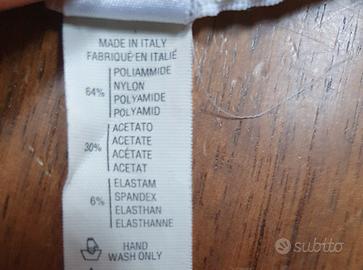 MADE IN ITALY
FABRIQUÉ EN ITALIÉ
64%
POLIAMMIDE
NYLON
POLYAMIDE
POLYAMID
30%
ACETATO
ACETATE
ACÉTATE
ACETAT
6%
ELASTAM
SPANDEX
ELASTHAN
ELASTHANNE
HAND
WASH ONLY
subito